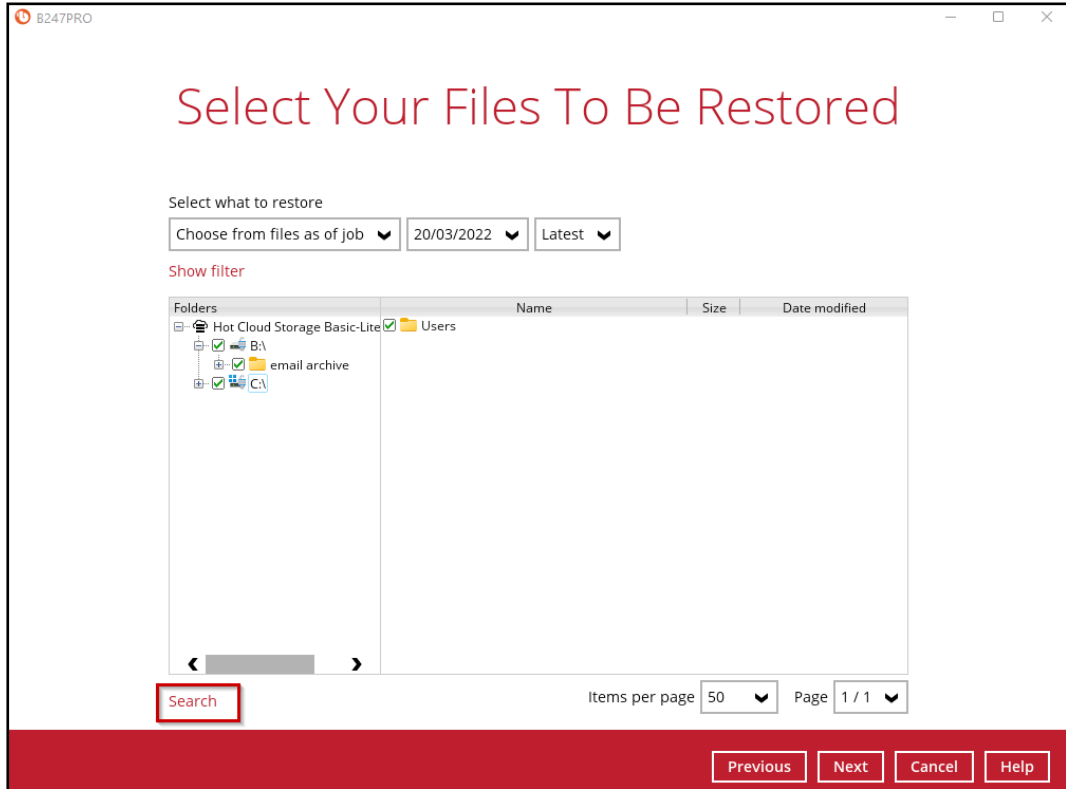 B247PRO
Select Your Files To Be Restored
Select what to restore
Choose from files as of job 20/03/2022 Latest
Show filter
Folders Name Size Date modified
Hot Cloud Storage Basic-Lite Users
B:\
email archive
C:\
Search Items per page 50 Page 1 / 1
Previous Next Cancel Help